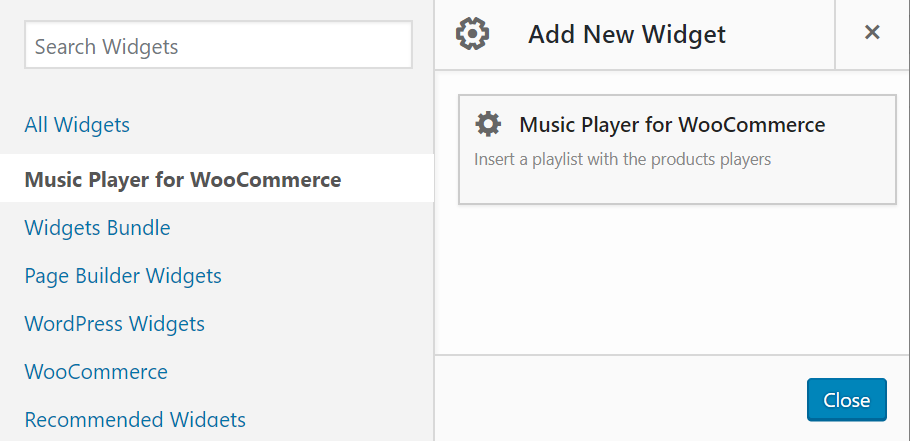 Search Widgets
All Widgets
Music Player for WooCommerce
Widgets Bundle
Page Builder Widgets
WordPress Widgets
WooCommerce
Recommended Widgets
Add New Widget
×
Music Player for WooCommerce
Insert a playlist with the products players
Close